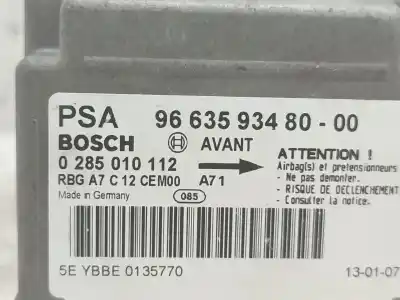 PSA 96 635 934 80 - 00
BOSCH AVANT
0 285 010 112
RBG A7 C 12 CEM00 A71
Made in Germany 085
ATTENTION !
Airbag(s) et pretensionneurs
- Ne pas demonter.
- RISQUE DE DECLENCHEMENT
- Consulter la notice.
5E YBBE 0135770 13-01-07